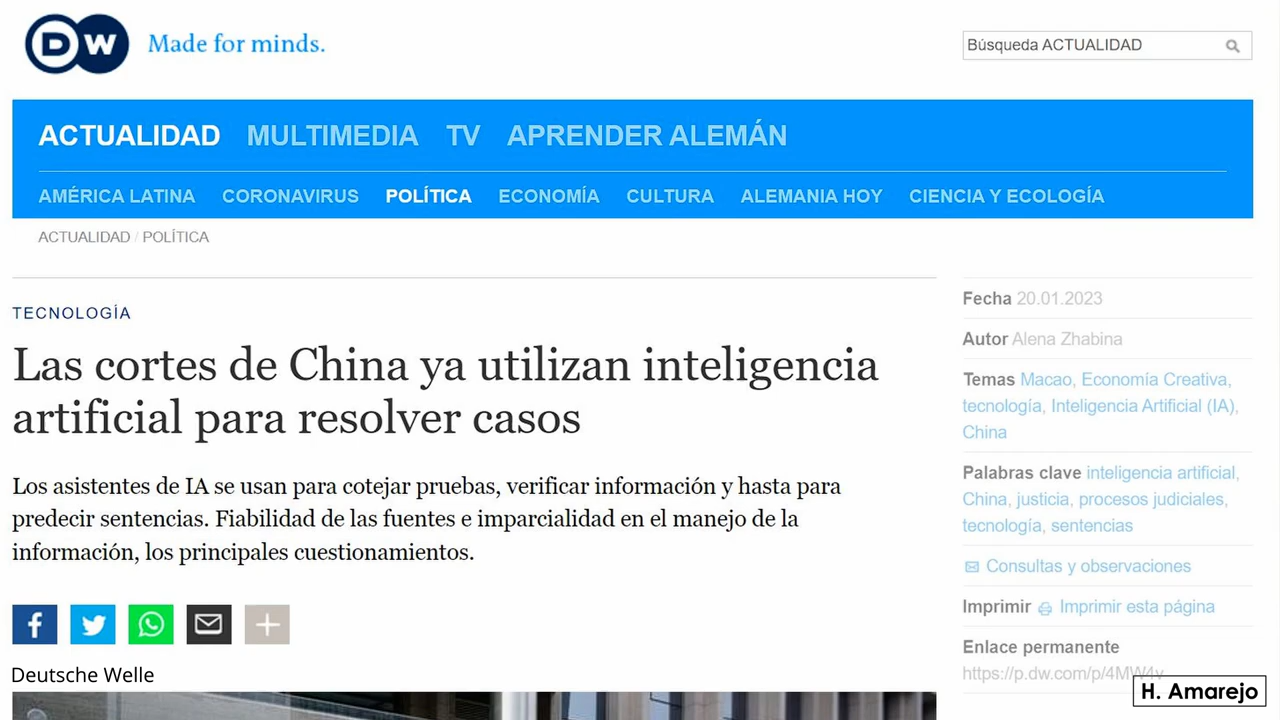 DW Made for minds.
Búsqueda ACTUALIDAD
ACTUALIDAD MULTIMEDIA TV APRENDER ALEMÁN
AMÉRICA LATINA CORONAVIRUS POLÍTICA ECONOMÍA CULTURA ALEMANIA HOY CIENCIA Y ECOLOGÍA
ACTUALIDAD / POLÍTICA
TECNOLOGÍA
Las cortes de China ya utilizan inteligencia
artificial para resolver casos
Los asistentes de IA se usan para cotejar pruebas, verificar información y hasta para
predecir sentencias. Fiabilidad de las fuentes e imparcialidad en el manejo de la
información, los principales cuestionamientos.
Deutsche Welle
Fecha 20.01.2023
Autor Alena Zhabina
Temas Macao, Economía Creativa,
tecnología, Inteligencia Artificial (IA),
China
Palabras clave inteligencia artificial,
China, justicia, procesos judiciales,
tecnología, sentencias
Consultas y observaciones
Imprimir Imprimir esta página
Enlace permanente
https://p.dw.com/p/4MW4v
H. Amarejo